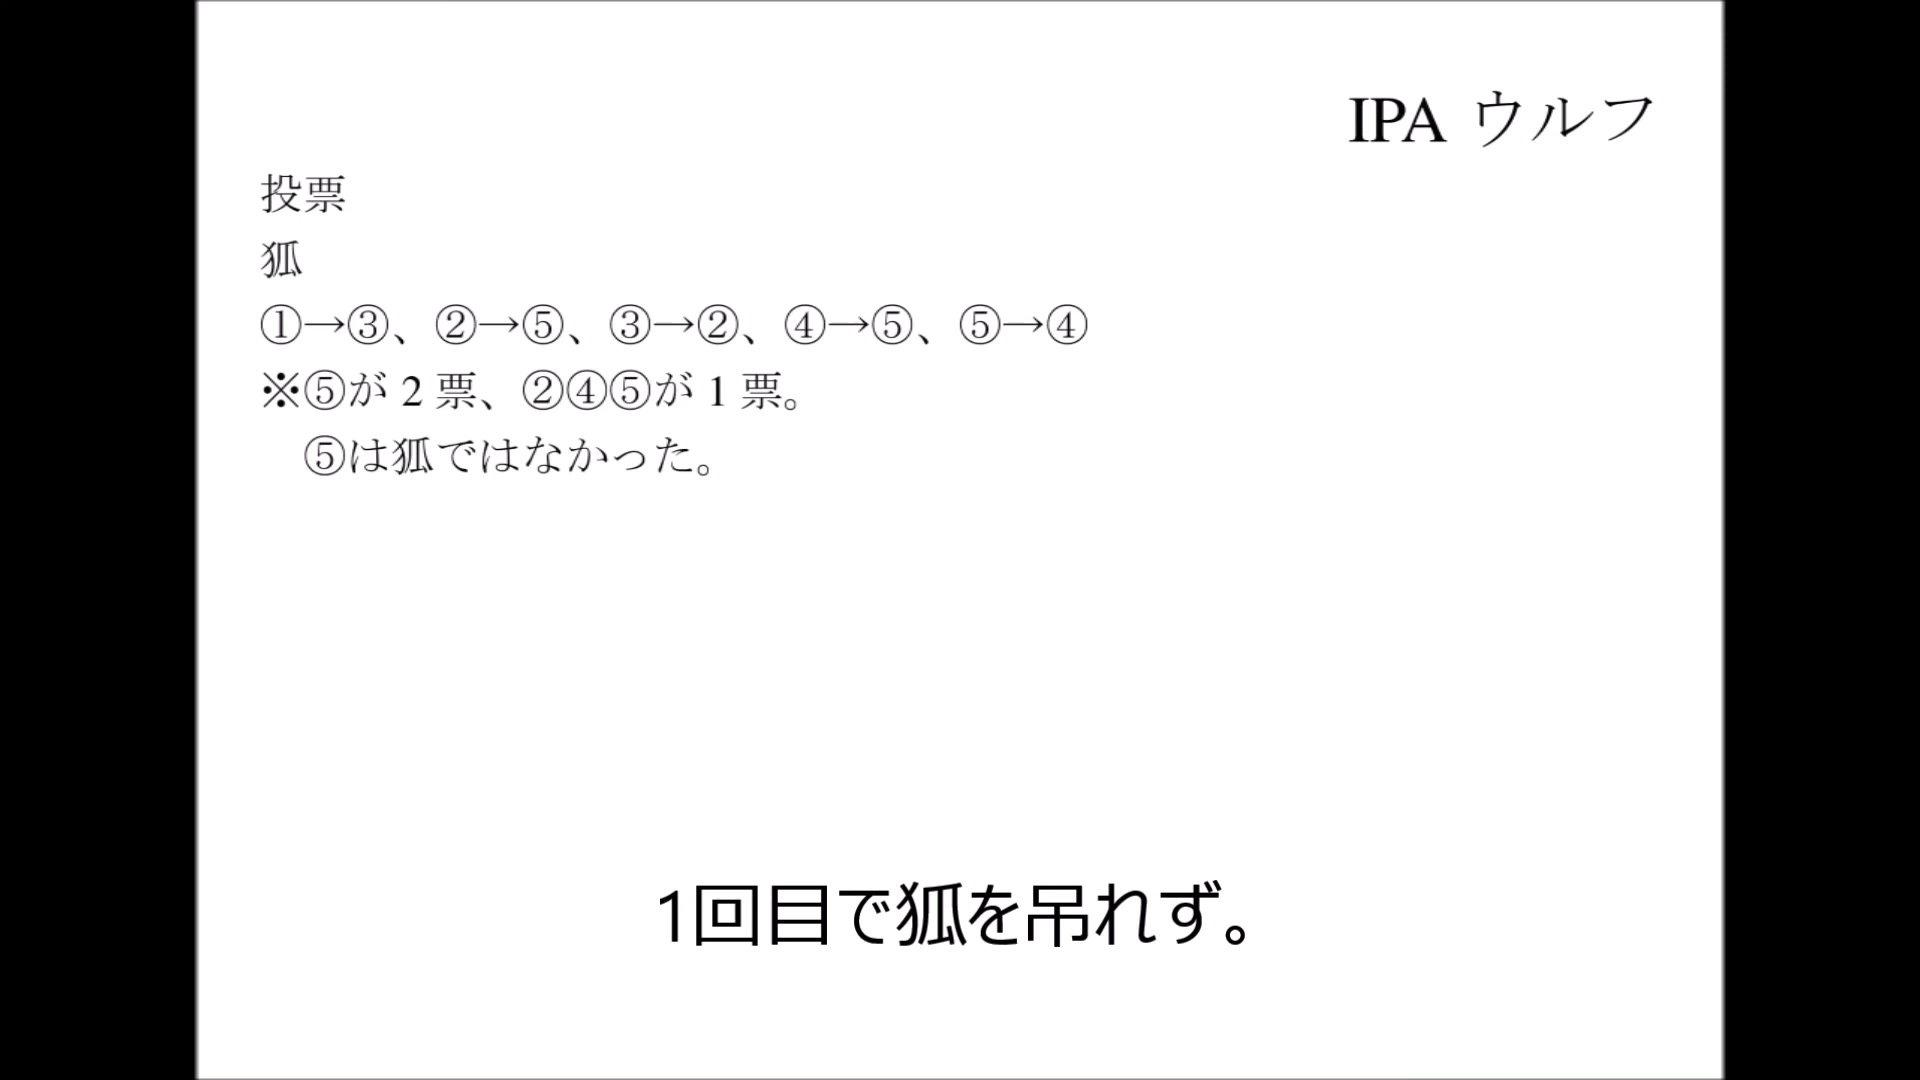 IPA ウルフ
投票
狐
①→③、②→⑤、③→②、④→⑤、⑤→④
※⑤が 2 票、②④⑤が 1 票。
⑤は狐ではなかった。
1回目で狐を吊れず。